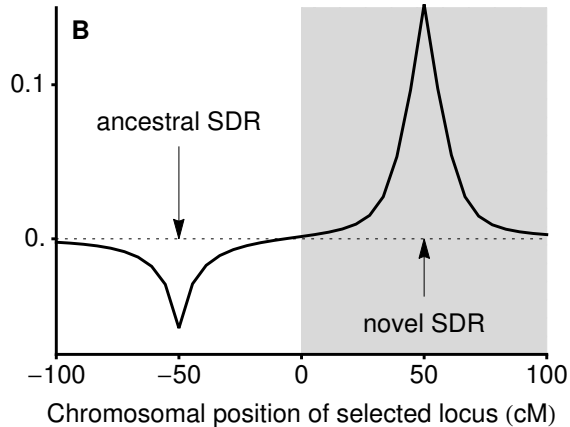 B
0.1
ancestral SDR
0.
novel SDR
−100 −50 0 50 100
Chromosomal position of selected locus (cM)